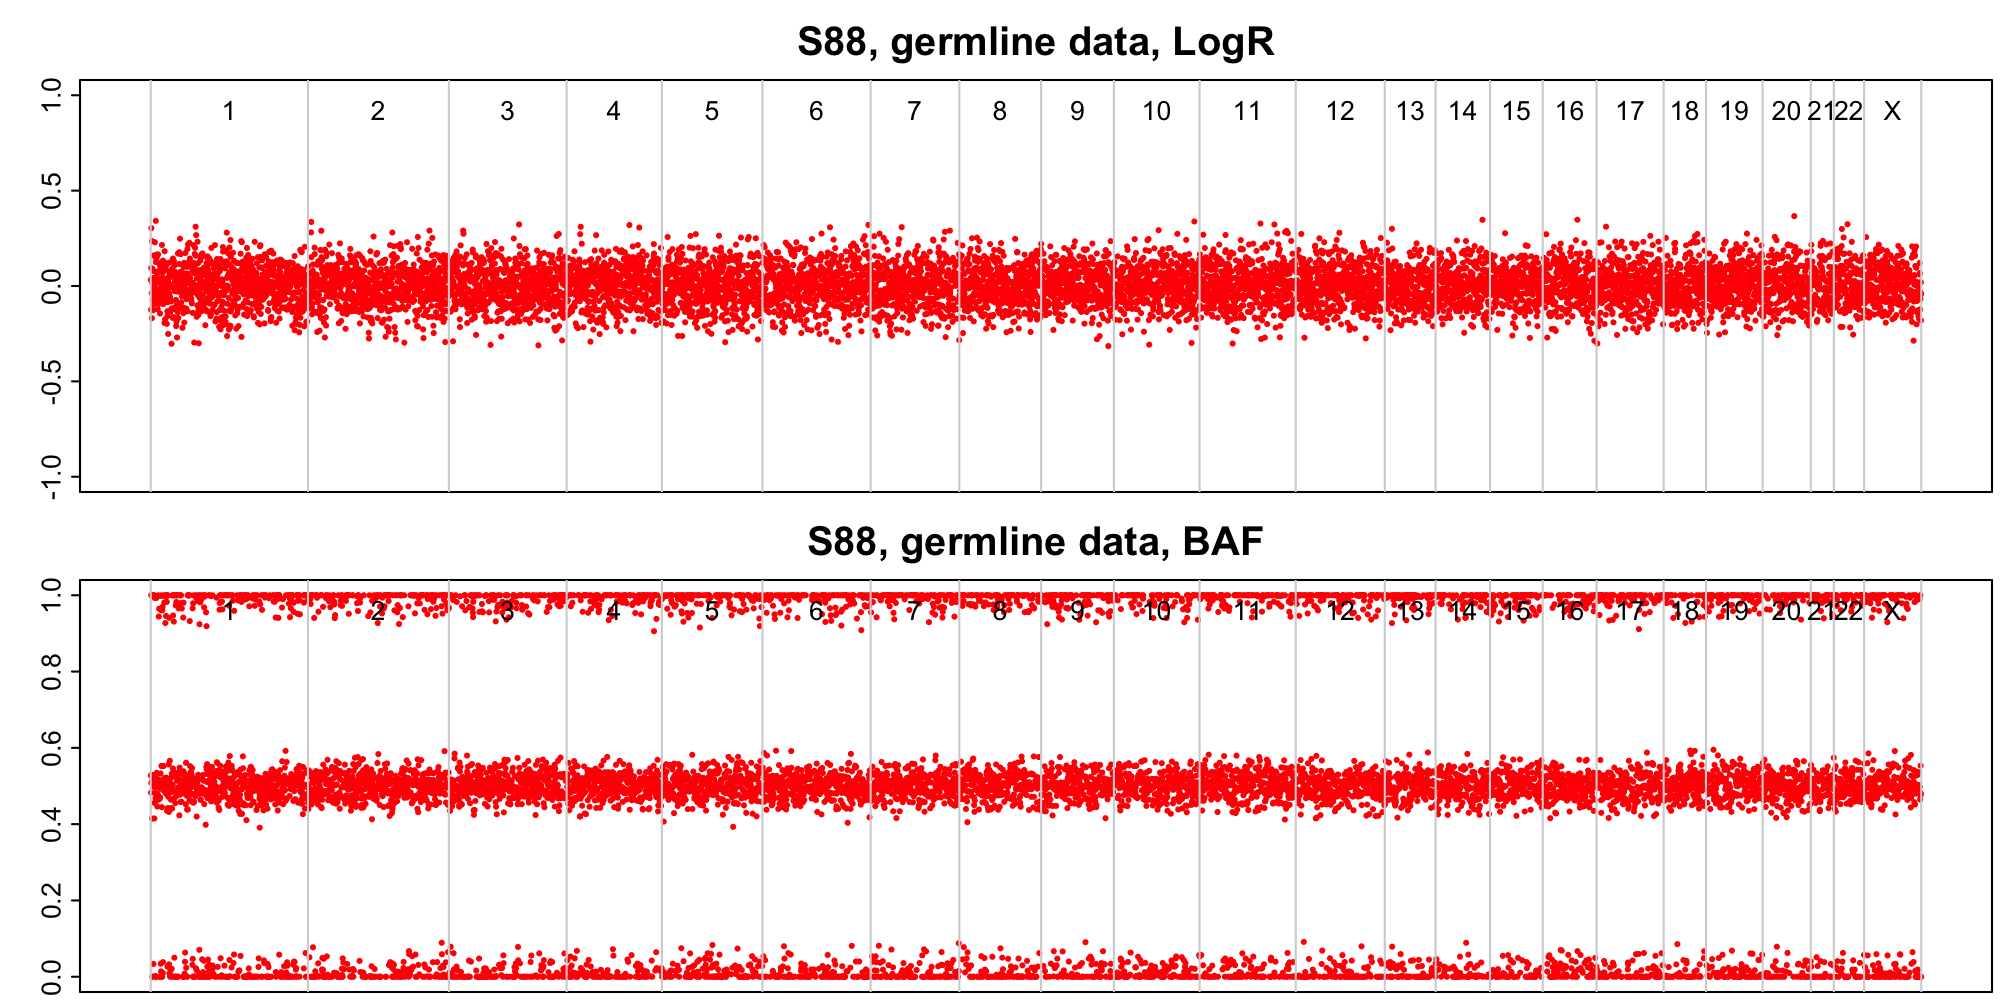 S88, germline data, LogR
1.0
0.5
0.0
-0.5
-1.0
1 2 3 4 5 6 7 8 9 10 11 12 13 14 15 16 17 18 19 20 21 22 X
S88, germline data, BAF
1.0
0.8
0.6
0.4
0.2
0.0
1 2 3 4 5 6 7 8 9 10 11 12 13 14 15 16 17 18 19 20 21 22 X